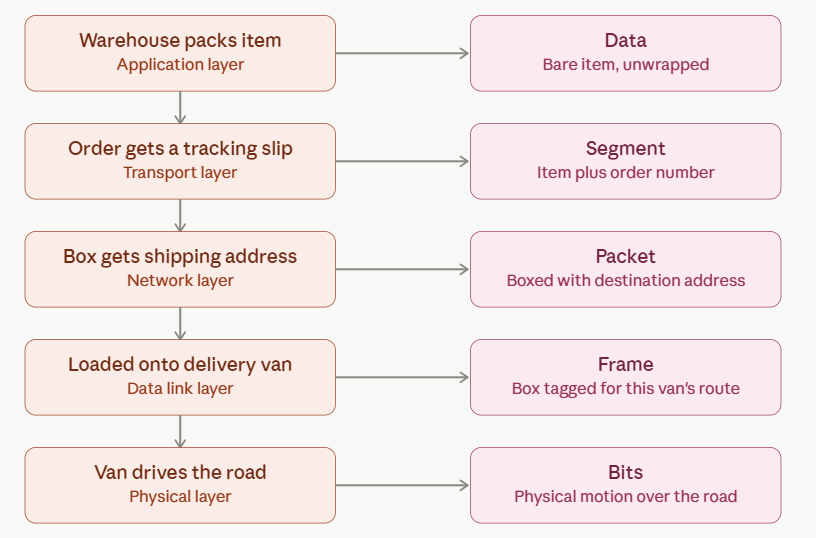 Warehouse packs item
Application layer
Data
Bare item, unwrapped
Order gets a tracking slip
Transport layer
Segment
Item plus order number
Box gets shipping address
Network layer
Packet
Boxed with destination address
Loaded onto delivery van
Data link layer
Frame
Box tagged for this van's route
Van drives the road
Physical layer
Bits
Physical motion over the road